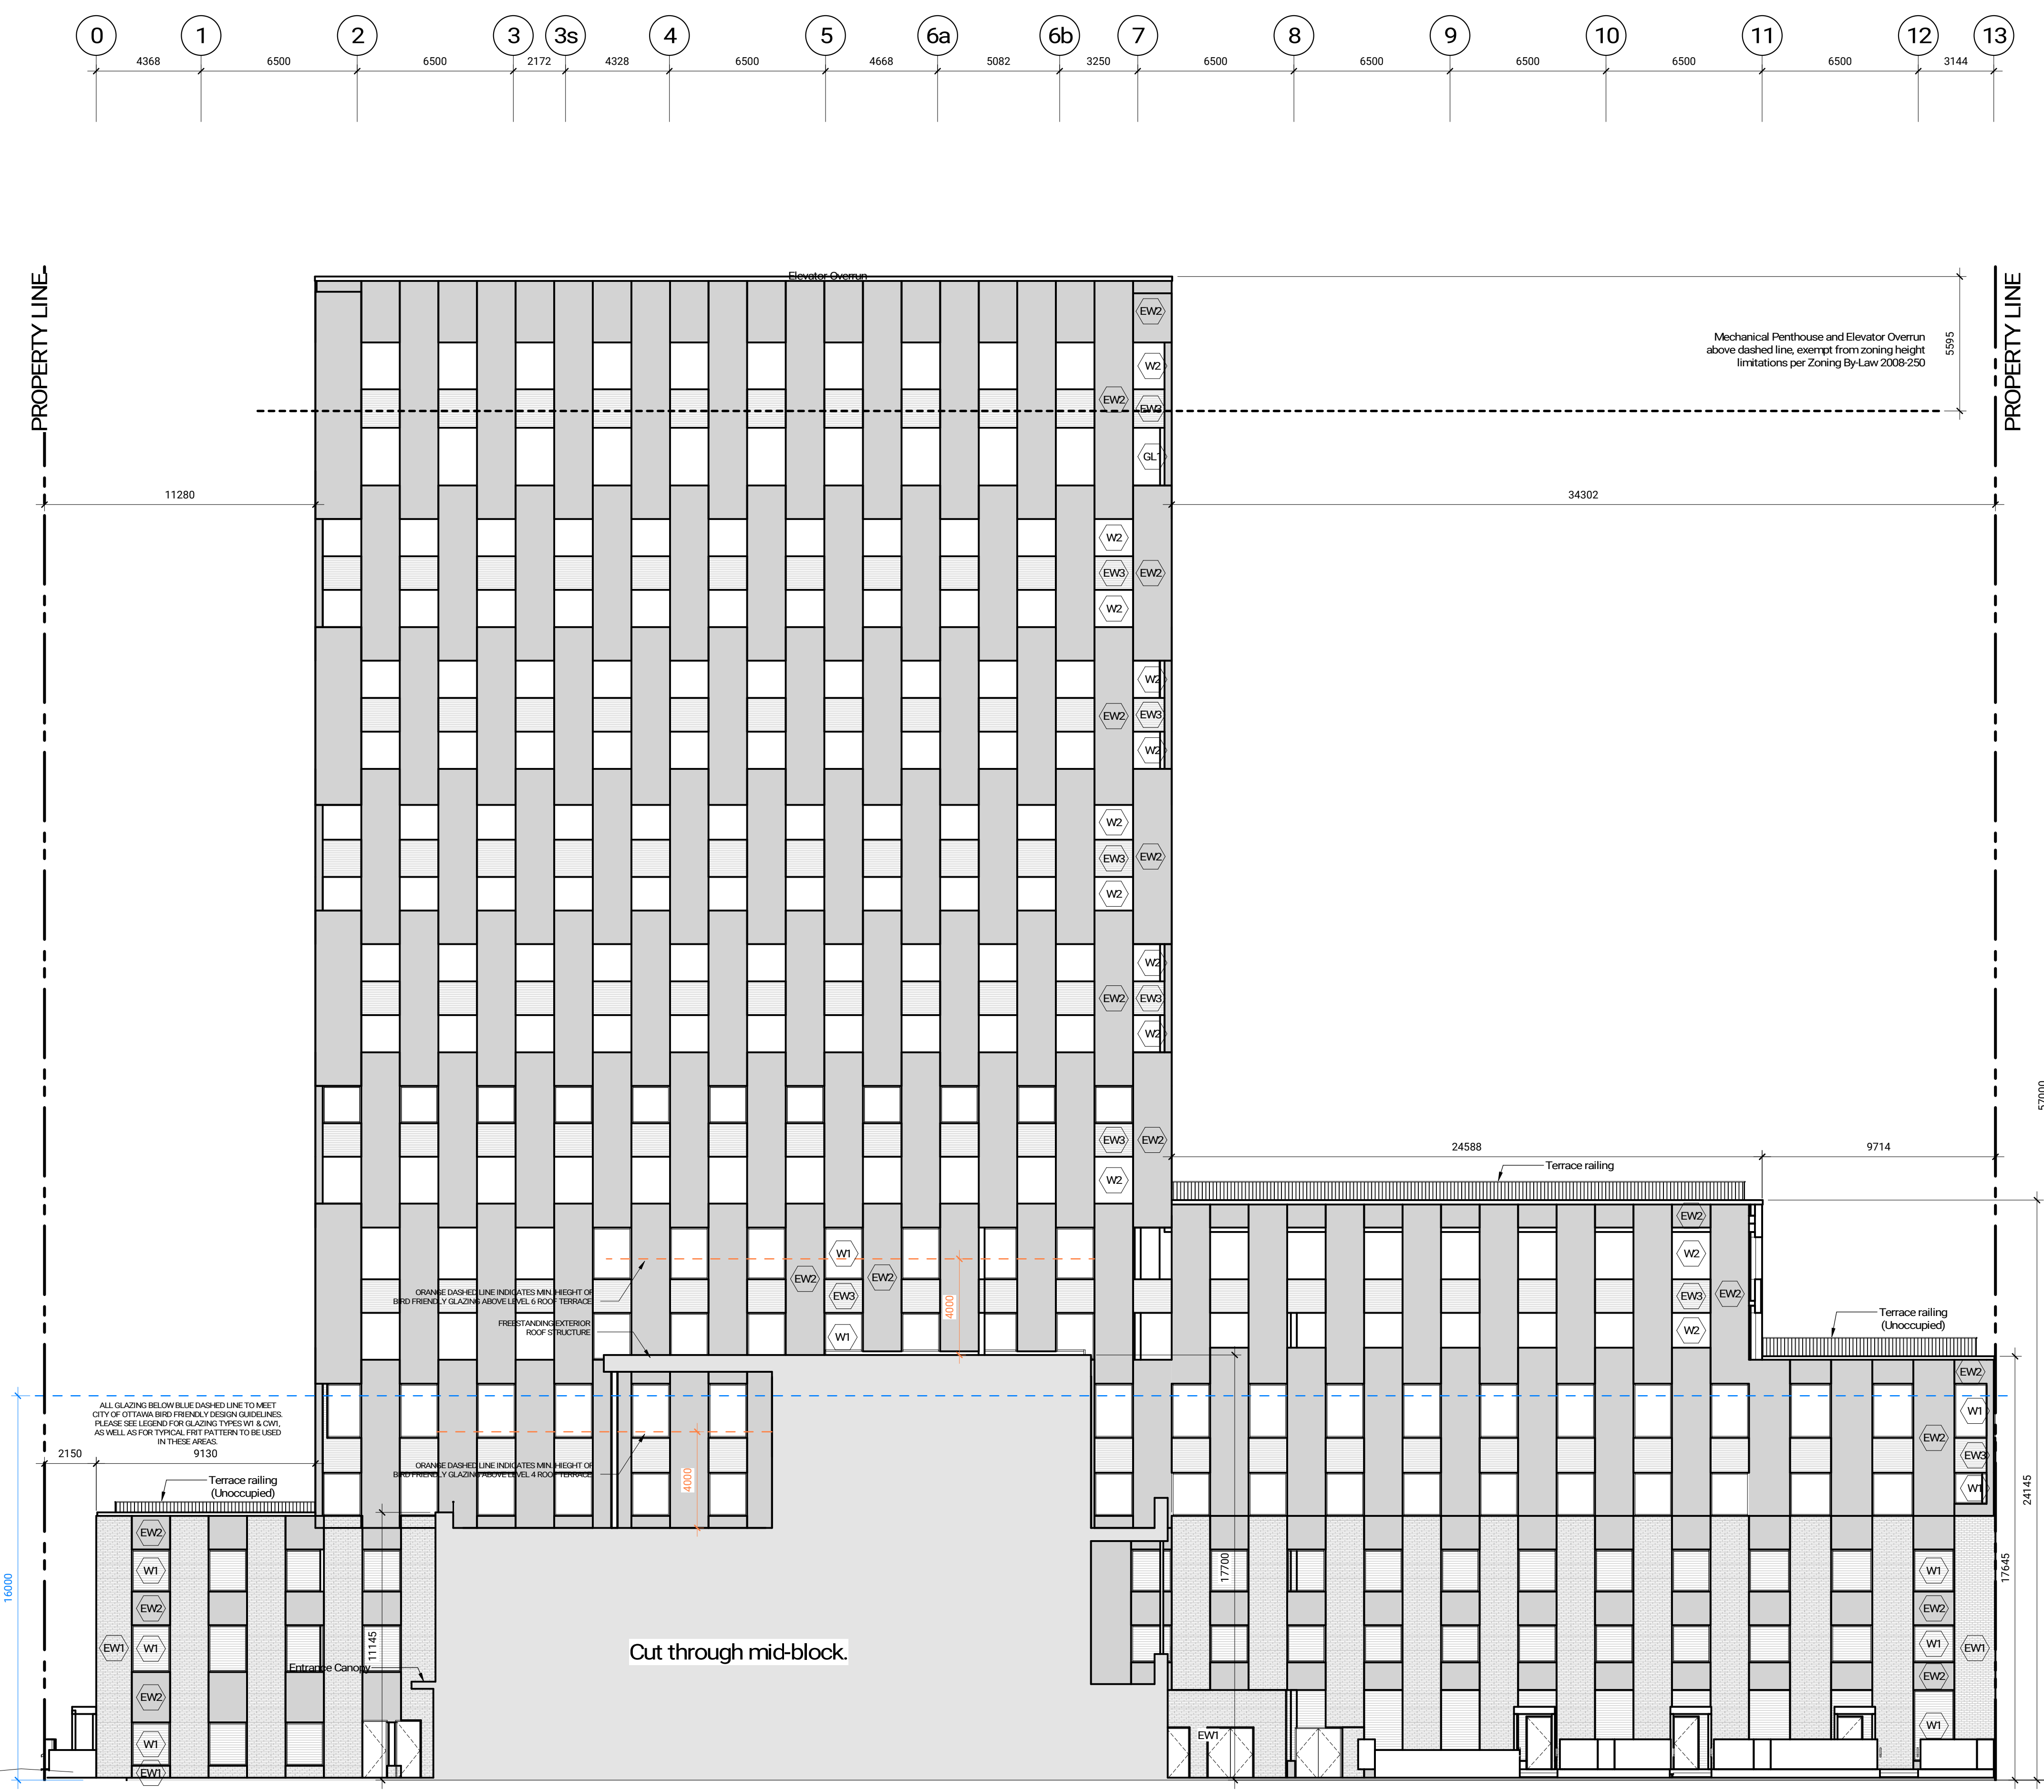 0 1 2 3 3s 4 5 6a 6b 7 8 9 10 11 12 13
4368 6500 6500 2172 4328 6500 4668 5082 3250 6500 6500 6500 6500 6500 3144
PROPERTY LINE
PROPERTY LINE
Elevator Overrun
EW2
Mechanical Penthouse and Elevator Overrun
above dashed line, exempt from zoning height
limitations per Zoning By-Law 2008-250
5595
W2
EW2
EW3
GL1
11280
34302
W2
EW3 EW2
W2
W2
EW2 EW3
W2
W2
EW3 EW2
W2
W2
EW2 EW3
W2
57000
EW3 EW2
W2
24588
9714
Terrace railing
EW2
W1
W2
EW2 EW2
EW3
EW3
EW2
ORANGE DASHED LINE INDICATES MIN. HIEGHT OF
BIRD FRIENDLY GLAZING ABOVE LEVEL 6 ROOF TERRACE
4000
Terrace railing
(Unoccupied)
FREESTANDING EXTERIOR
ROOF STRUCTURE
W1
W2
EW2
ALL GLAZING BELOW BLUE DASHED LINE TO MEET
CITY OF OTTAWA BIRD FRIENDLY DESIGN GUIDELINES.
PLEASE SEE LEGEND FOR GLAZING TYPES W1 & CW1,
AS WELL AS FOR TYPICAL FRIT PATTERN TO BE USED
IN THESE AREAS.
W1
EW2
EW3
W1
2150
9130
ORANGE DASHED LINE INDICATES MIN. HIEGHT OF
BIRD FRIENDLY GLAZING ABOVE LEVEL 4 ROOF TERRACE
4000
Terrace railing
(Unoccupied)
24145
EW2
W1
EW2
EW1
W1
EW2
W1
EW1
16000
11145
Entrance Canopy
Cut through mid-block.
17700
17645
W1
EW2
W1
EW1
EW2
W1
EW1